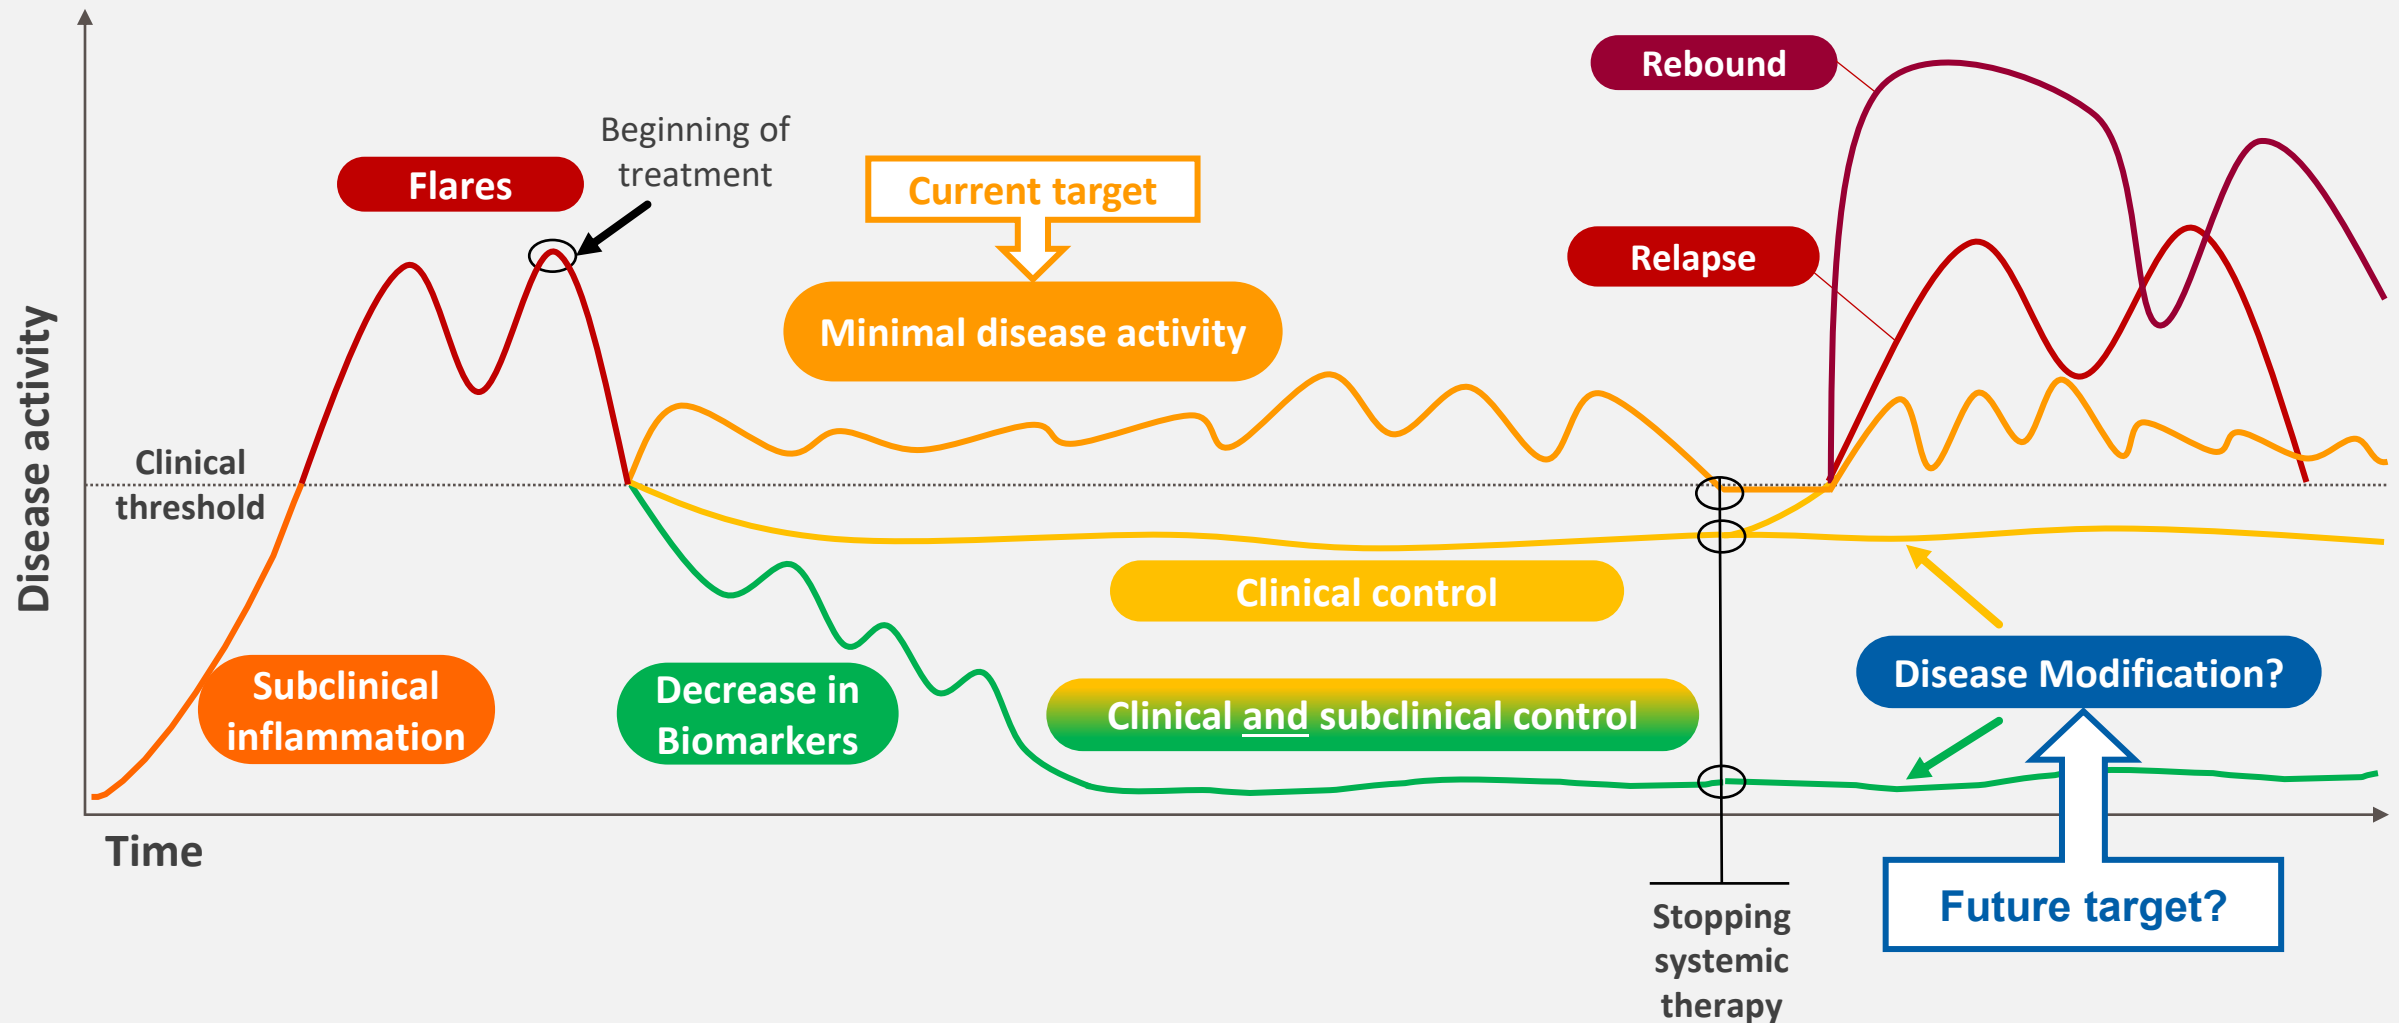 Rebound
Beginning of
treatment
Flares
Current target
Relapse
Minimal disease activity
Disease activity
Clinical
threshold
Clinical control
Subclinical
inflammation
Decrease in
Biomarkers
Clinical and subclinical control
Disease Modification?
Time
Future target?
Stopping
systemic
therapy